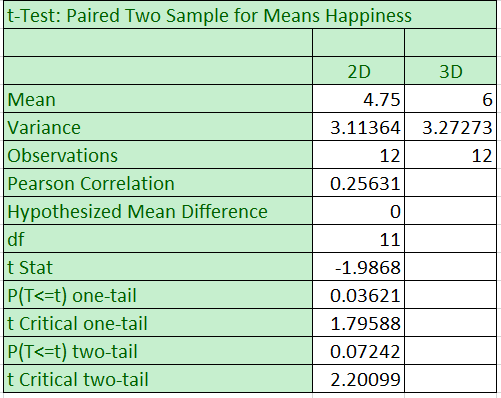 t-Test: Paired Two Sample for Means Happiness
2D 3D
Mean 4.75 6
Variance 3.11364 3.27273
Observations 12 12
Pearson Correlation 0.25631
Hypothesized Mean Difference 0
df 11
t Stat -1.9868
P(T<=t) one-tail 0.03621
t Critical one-tail 1.79588
P(T<=t) two-tail 0.07242
t Critical two-tail 2.20099